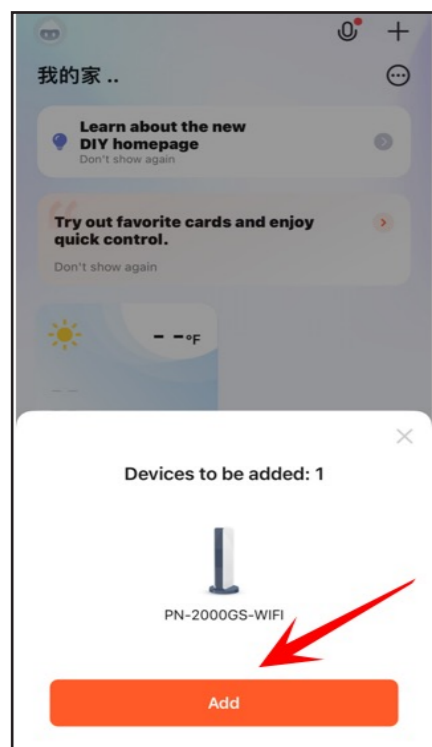 我的家 ..
Learn about the new
DIY homepage
Don't show again
Try out favorite cards and enjoy
quick control.
Don't show again
- -°F
Devices to be added: 1
PN-2000GS-WIFI
Add